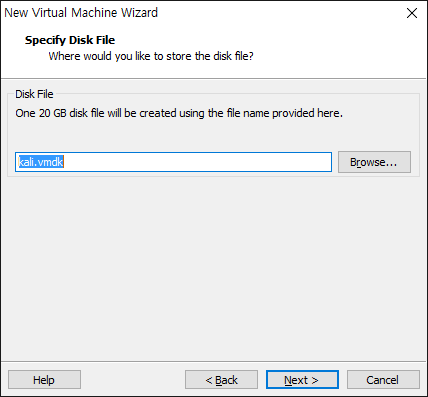 New Virtual Machine Wizard
Specify Disk File
Where would you like to store the disk file?
Disk File
One 20 GB disk file will be created using the file name provided here.
kali.vmdk
Browse...
Help
< Back
Next >
Cancel